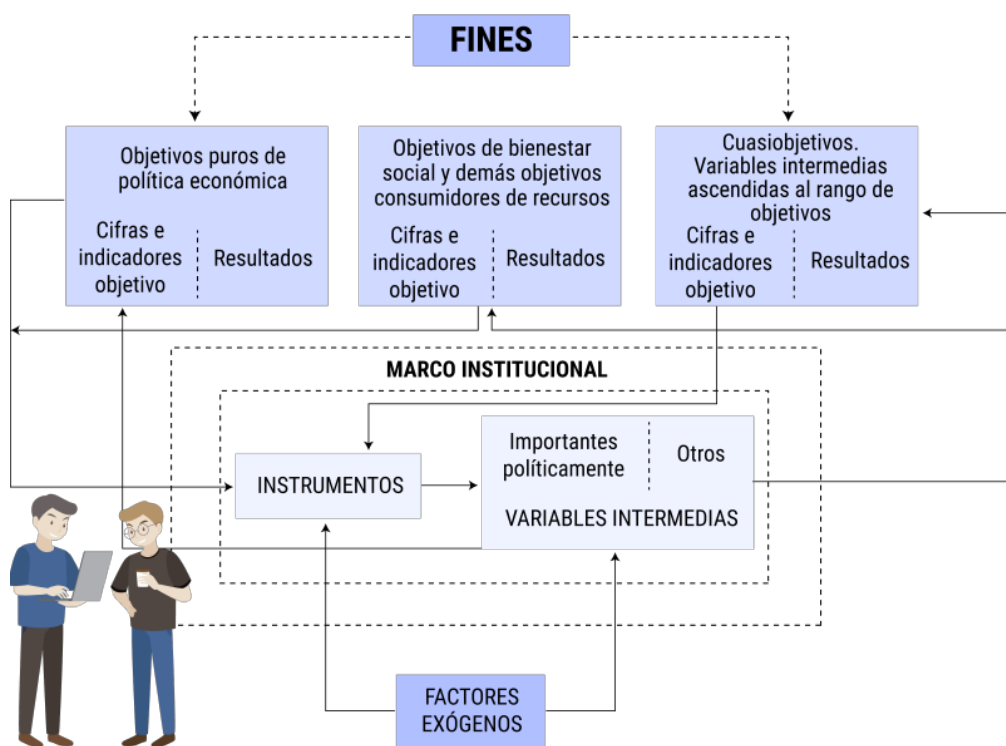 FINES
Objetivos puros de
política económica
Cifras e
indicadores
objetivo
Resultados
Objetivos de bienestar
social y demás objetivos
consumidores de recursos
Cifras e
indicadores
objetivo
Resultados
Cuasiobjetivos.
Variables intermedias
ascendidas al rango de
objetivos
Cifras e
indicadores
objetivo
Resultados
MARCO INSTITUCIONAL
INSTRUMENTOS
Importantes
políticamente
Otros
VARIABLES INTERMEDIAS
FACTORES
EXÓGENOS